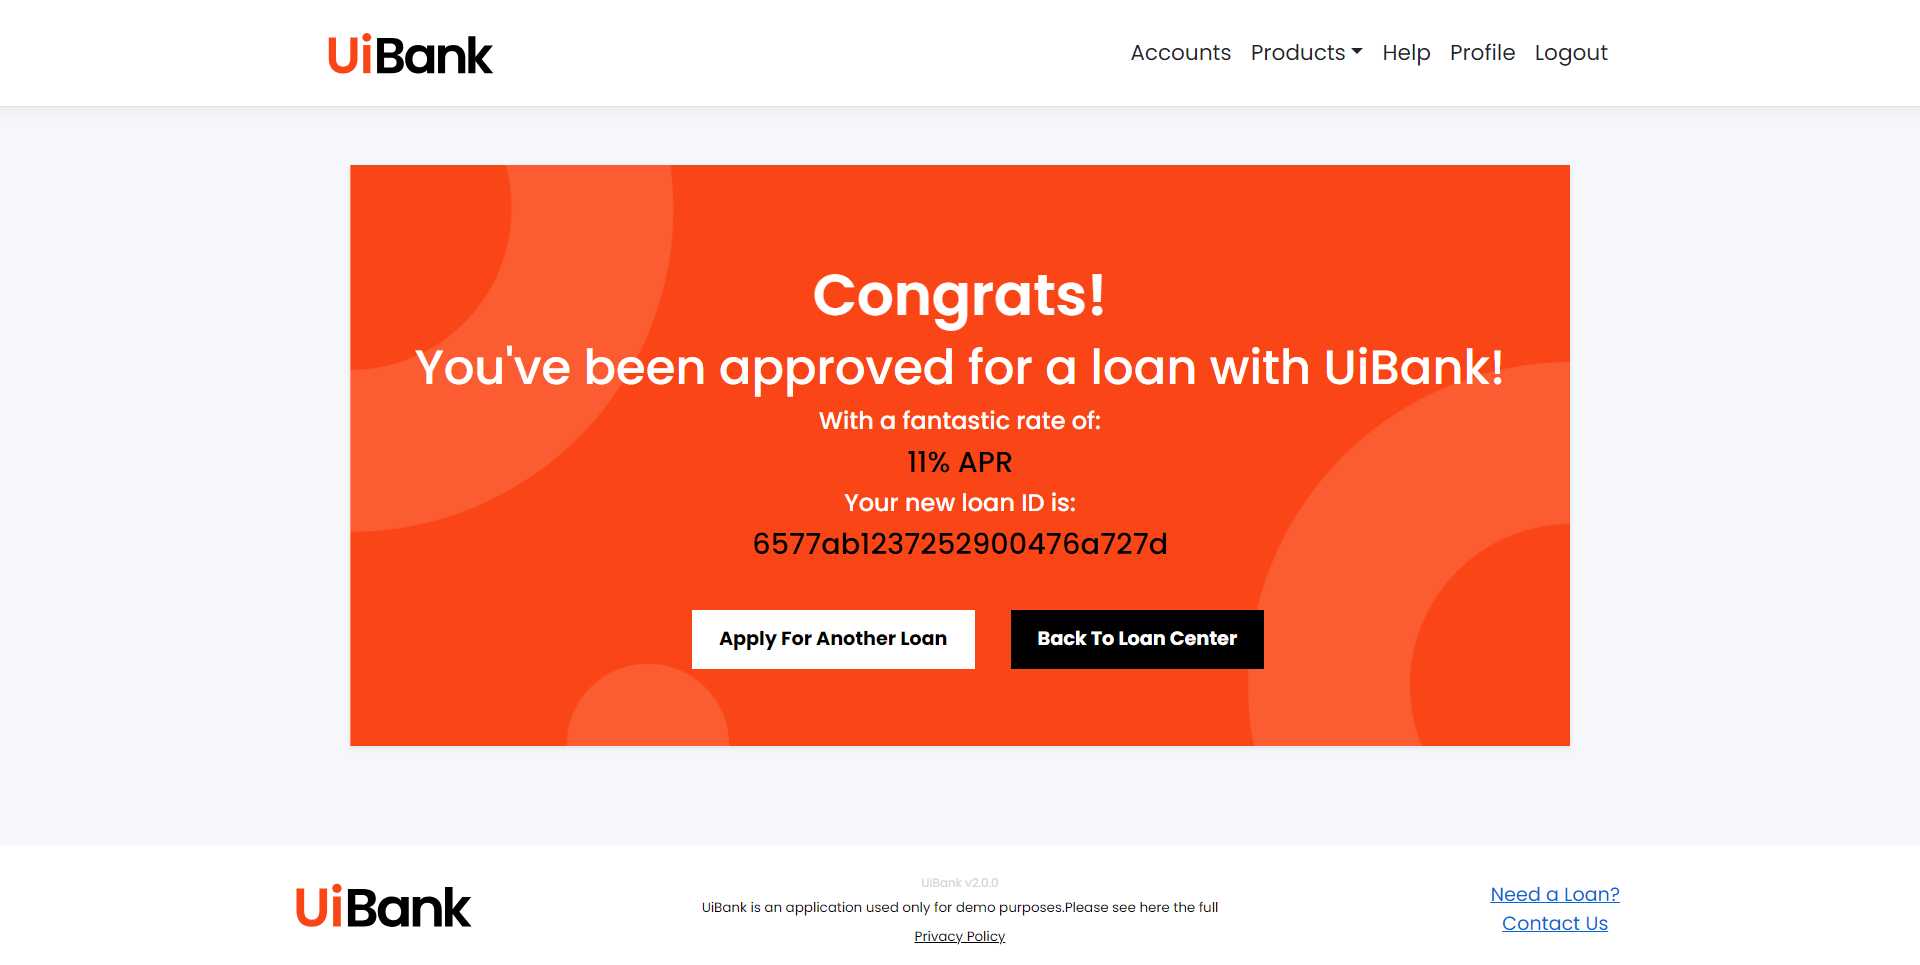 UiBank
Accounts Products Help Profile Logout
Congrats!
You've been approved for a loan with UiBank!
With a fantastic rate of:
11% APR
Your new loan ID is:
6577ab1237252900476a727d
Apply For Another Loan
Back To Loan Center
UiBank
UiBank v2.0.0
UiBank is an application used only for demo purposes.Please see here the full
Privacy Policy
Need a Loan?
Contact Us